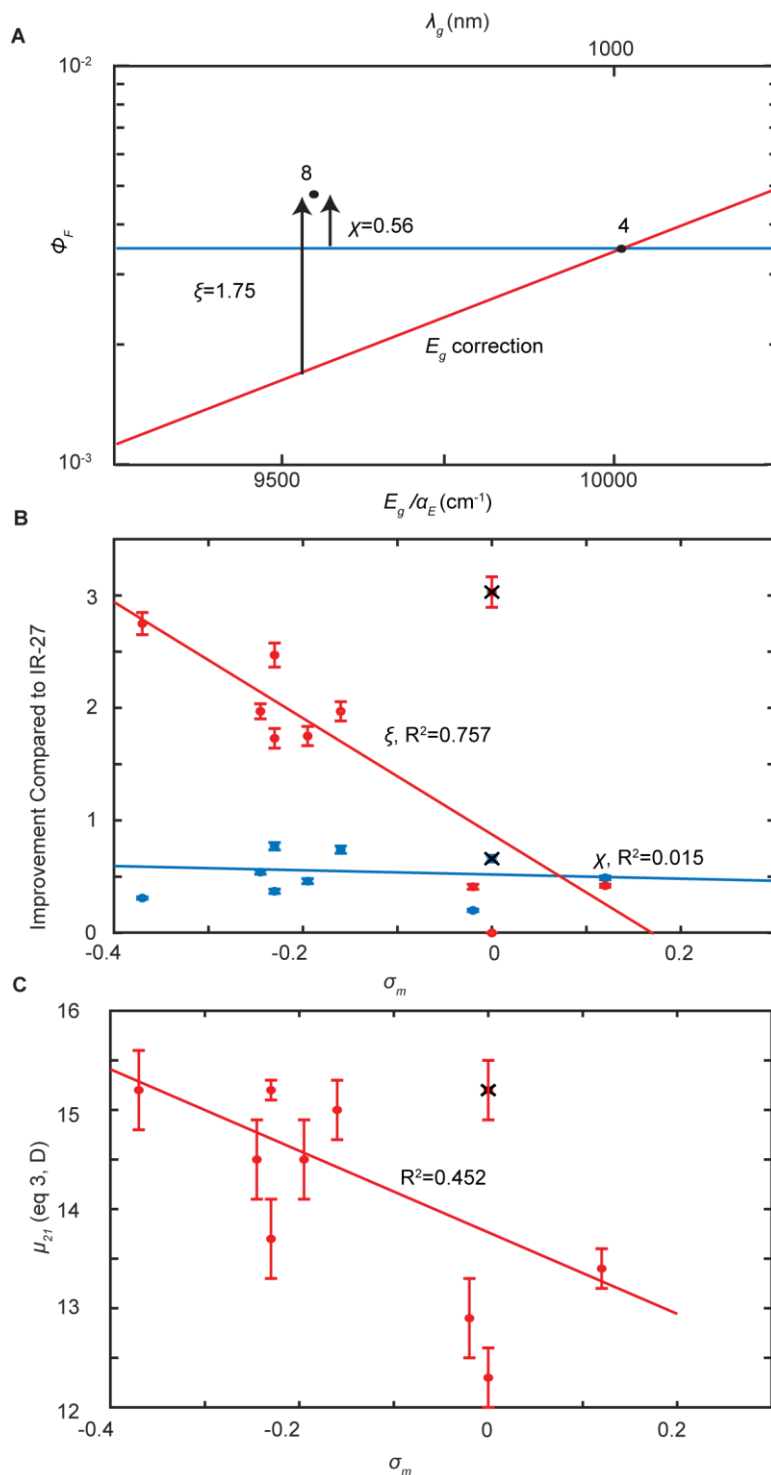 A
λg (nm)
1000
10⁻²
8
4
χ=0.56
ΦF
ξ=1.75
Eg correction
10⁻³
9500
10000
Eg/αE (cm⁻¹)
B
3
2
1
0
Improvement Compared to IR-27
ξ, R²=0.757
χ, R²=0.015
-0.4
-0.2
0
0.2
σm
C
16
15
14
13
12
μ21 (eq 3, D)
R²=0.452
-0.4
-0.2
0
0.2
σm